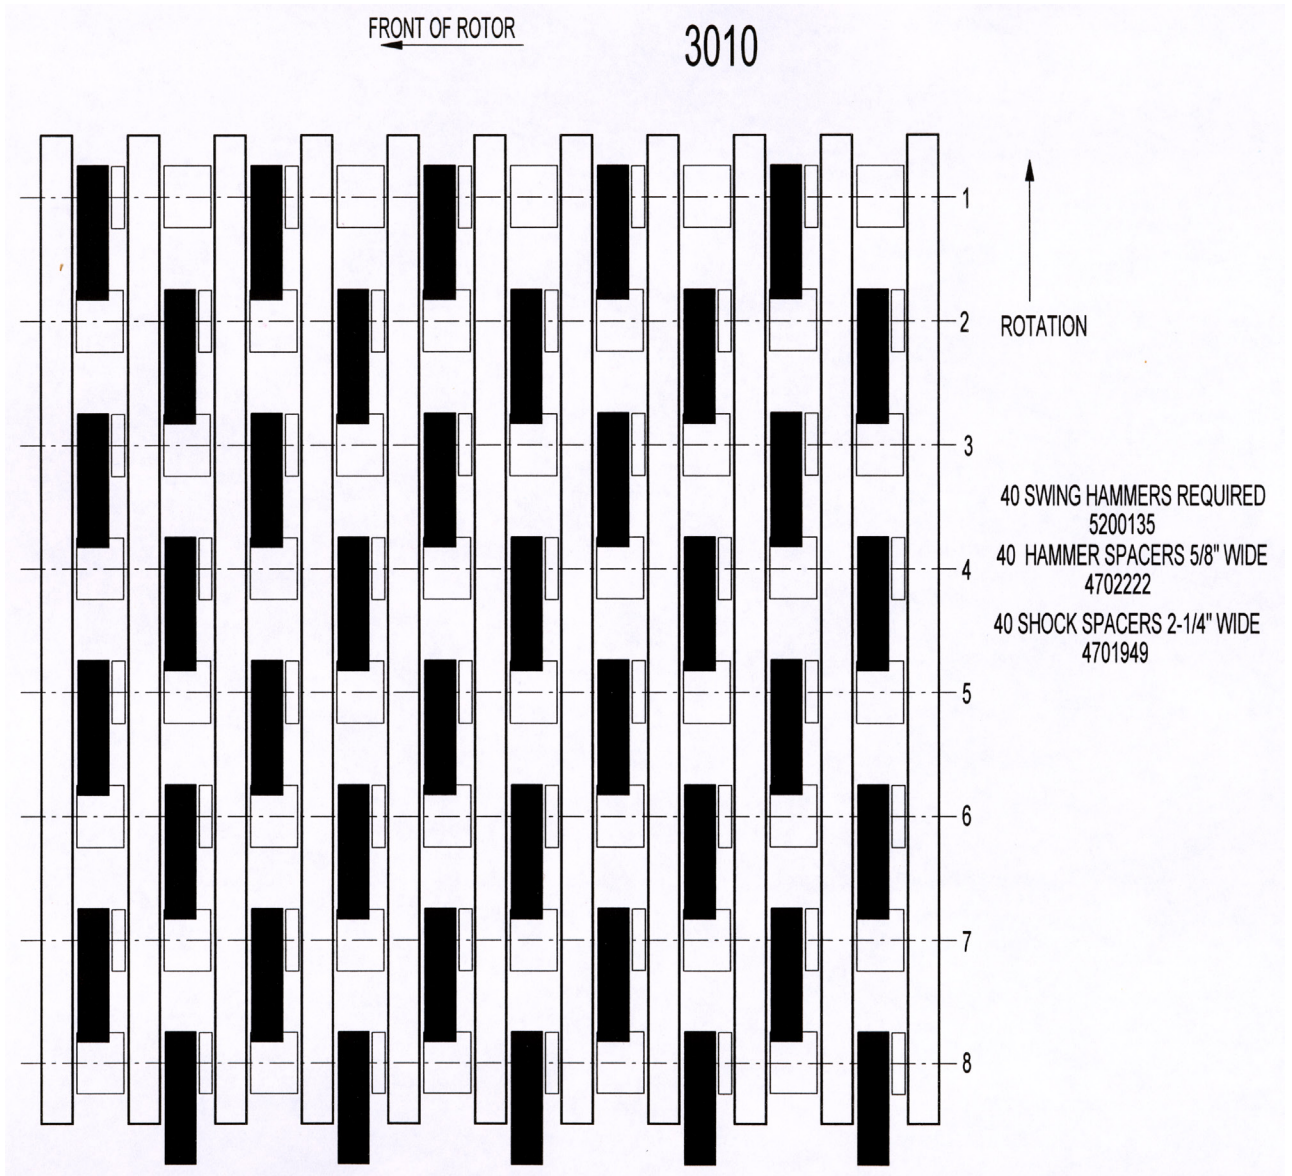 FRONT OF ROTOR
3010
1
2
ROTATION
3
40 SWING HAMMERS REQUIRED
5200135
40 HAMMER SPACERS 5/8" WIDE
4
4702222
40 SHOCK SPACERS 2-1/4" WIDE
4701949
5
6
7
8